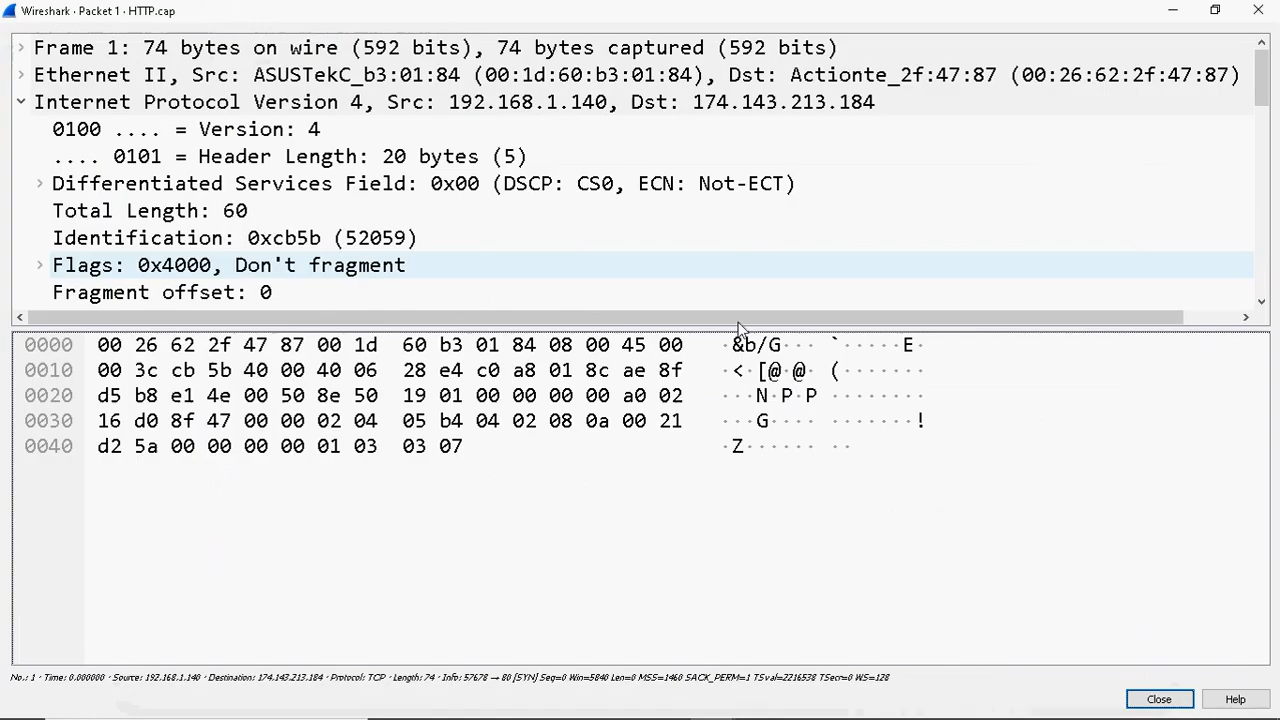 Wireshark · Packet 1 · HTTP.cap
Frame 1: 74 bytes on wire (592 bits), 74 bytes captured (592 bits)
Ethernet II, Src: ASUSTekC_b3:01:84 (00:1d:60:b3:01:84), Dst: Actionte_2f:47:87 (00:26:62:2f:47:87)
Internet Protocol Version 4, Src: 192.168.1.140, Dst: 174.143.213.184
0100 .... = Version: 4
.... 0101 = Header Length: 20 bytes (5)
Differentiated Services Field: 0x00 (DSCP: CS0, ECN: Not-ECT)
Total Length: 60
Identification: 0xcb5b (52059)
Flags: 0x4000, Don't fragment
Fragment offset: 0
0000 00 26 62 2f 47 87 00 1d 60 b3 01 84 08 00 45 00 ·&b/G··· `·····E·
0010 00 3c cb 5b 40 00 40 06 28 e4 c0 a8 01 8c ae 8f ·<·[@·@· (·······
0020 d5 b8 e1 4e 00 50 8e 50 19 01 00 00 00 00 a0 02 ···N·P·P ········
0030 16 d0 8f 47 00 00 02 04 05 b4 04 02 08 0a 00 21 ···G···· ·······!
0040 d2 5a 00 00 00 00 01 03 03 07 ·Z······ ··
No.: 1 · Time: 0.000000 · Source: 192.168.1.140 · Destination: 174.143.213.184 · Protocol: TCP · Length: 74 · Info: 57678 → 80 [SYN] Seq=0 Win=5840 Len=0 MSS=1460 SACK_PERM=1 TSval=2216538 TSecr=0 WS=128
Close Help